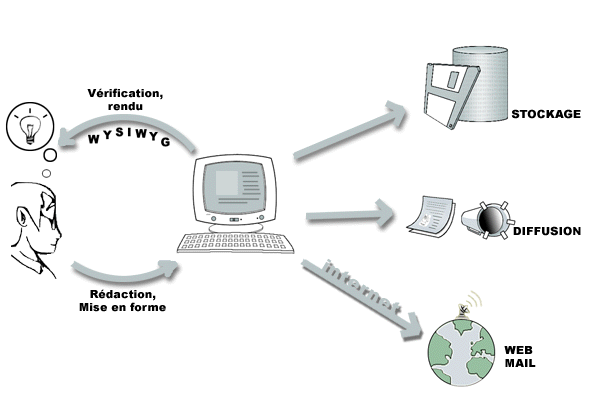 Vérification,
rendu
WYSIWYG
STOCKAGE
DIFFUSION
Rédaction,
Mise en forme
internet
WEB
MAIL